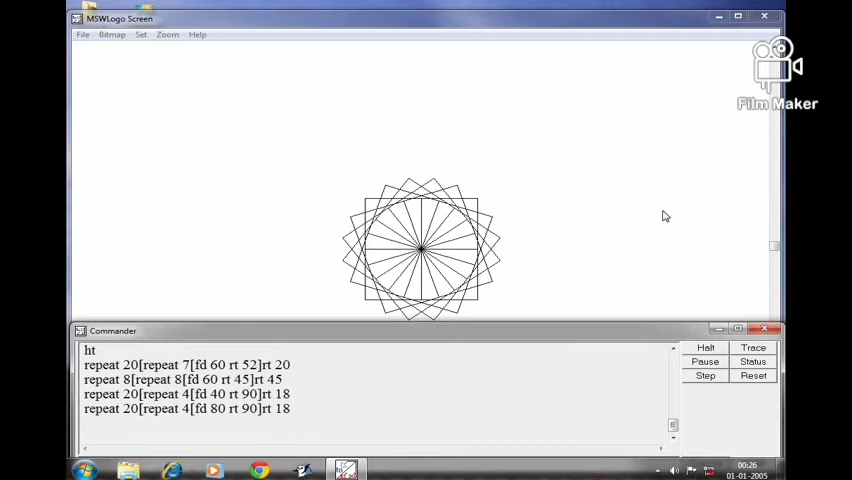 MSWLogo Screen
File Bitmap Set Zoom Help
Film Maker
Commander
ht
repeat 20[repeat 7[fd 60 rt 52]rt 20
repeat 8[repeat 8[fd 60 rt 45]rt 45
repeat 20[repeat 4[fd 40 rt 90]rt 18
repeat 20[repeat 4[fd 80 rt 90]rt 18
Halt Trace
Pause Status
Step Reset
00:26
01-01-2005